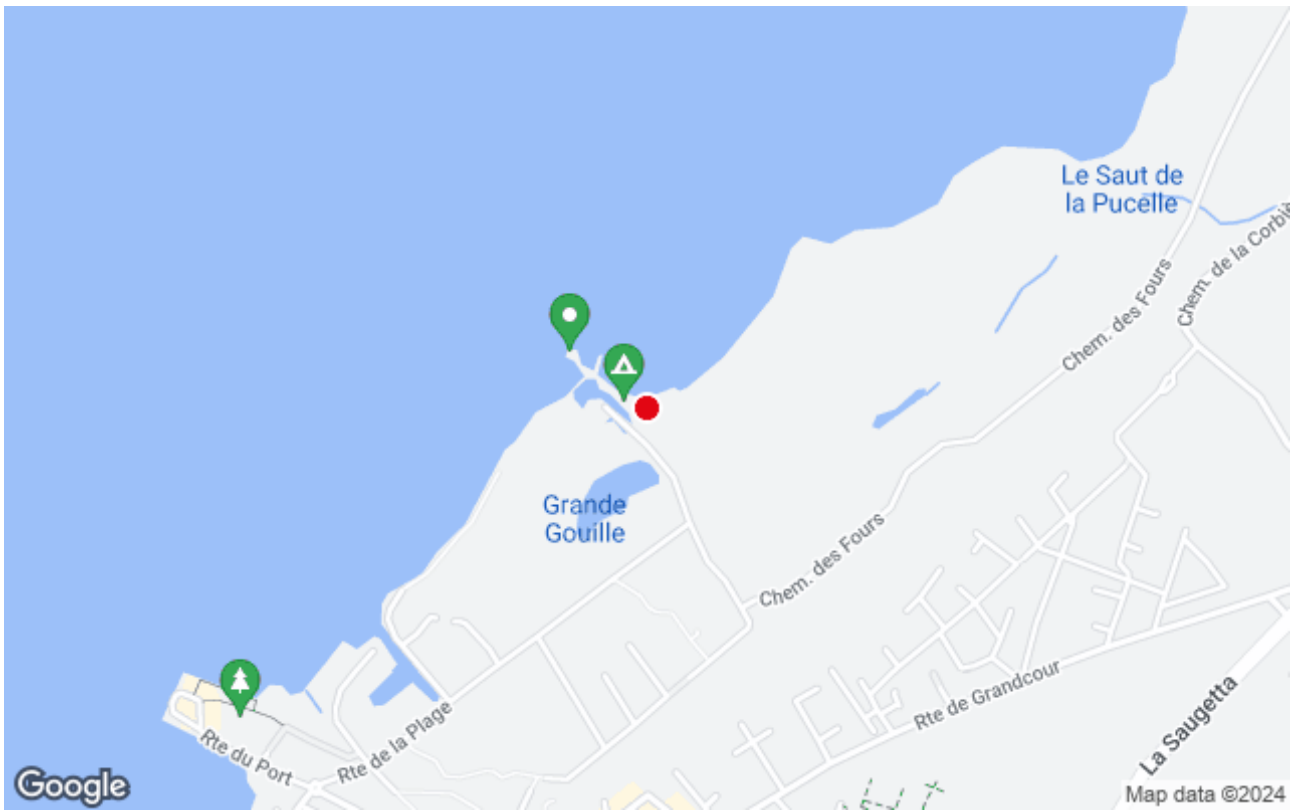 Le Saut de
la Pucelle
Chem. de la Corbiè
Chem. des Fours
Grande
Gouille
Chem. des Fours
Rte de Grandcour
La Saugetta
Rte de la Plage
Rte du Port
Google
Map data ©2024